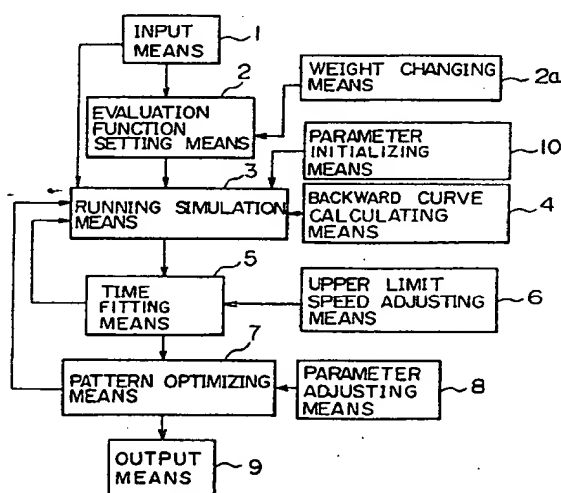 INPUT
MEANS
1
2
EVALUATION
FUNCTION
SETTING MEANS
WEIGHT CHANGING
MEANS
2a
PARAMETER
INITIALIZING
MEANS
10
3
RUNNING SIMULATION
MEANS
BACKWARD CURVE
CALCULATING
MEANS
4
5
TIME
FITTING
MEANS
UPPER LIMIT
SPEED ADJUSTING
MEANS
6
7
PATTERN OPTIMIZING
MEANS
PARAMETER
ADJUSTING
MEANS
8
OUTPUT
MEANS
9